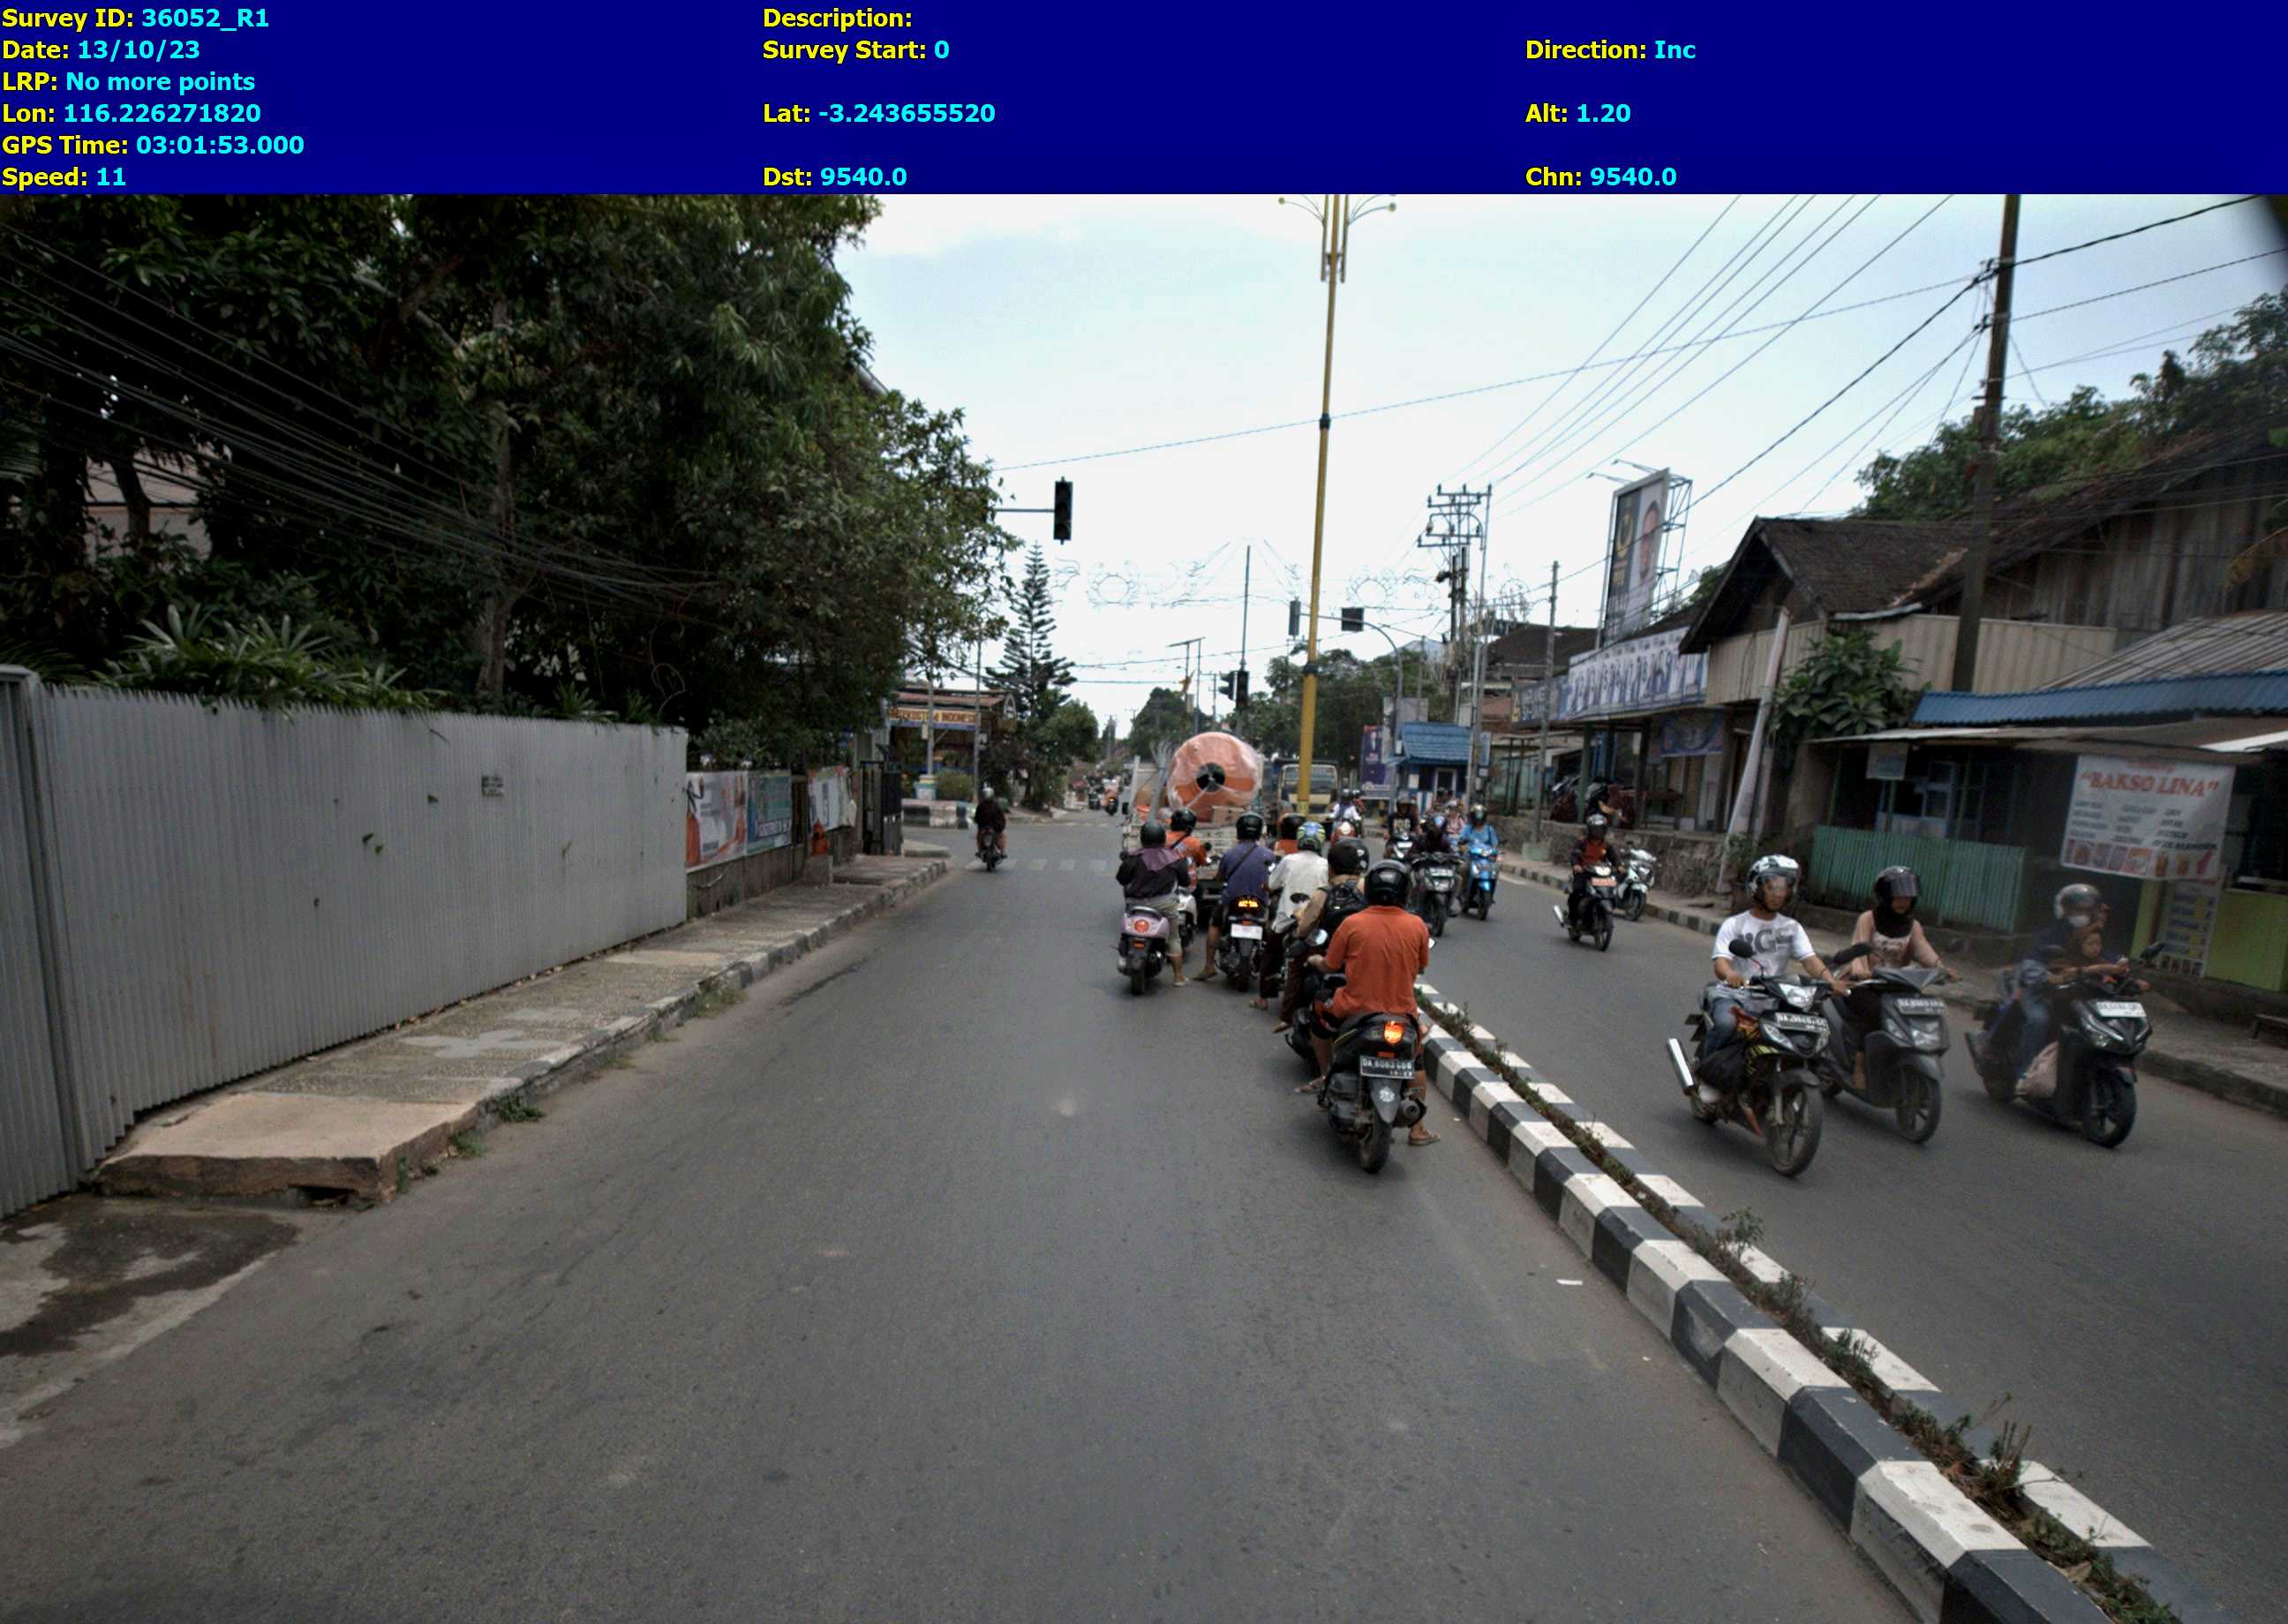 Survey ID: 36052_R1
Description:
Date: 13/10/23
Survey Start: 0
Direction: Inc
LRP: No more points
Lon: 116.226271820
Lat: -3.243655520
Alt: 1.20
GPS Time: 03:01:53.000
Speed: 11
Dst: 9540.0
Chn: 9540.0
"BAKSO LINA"